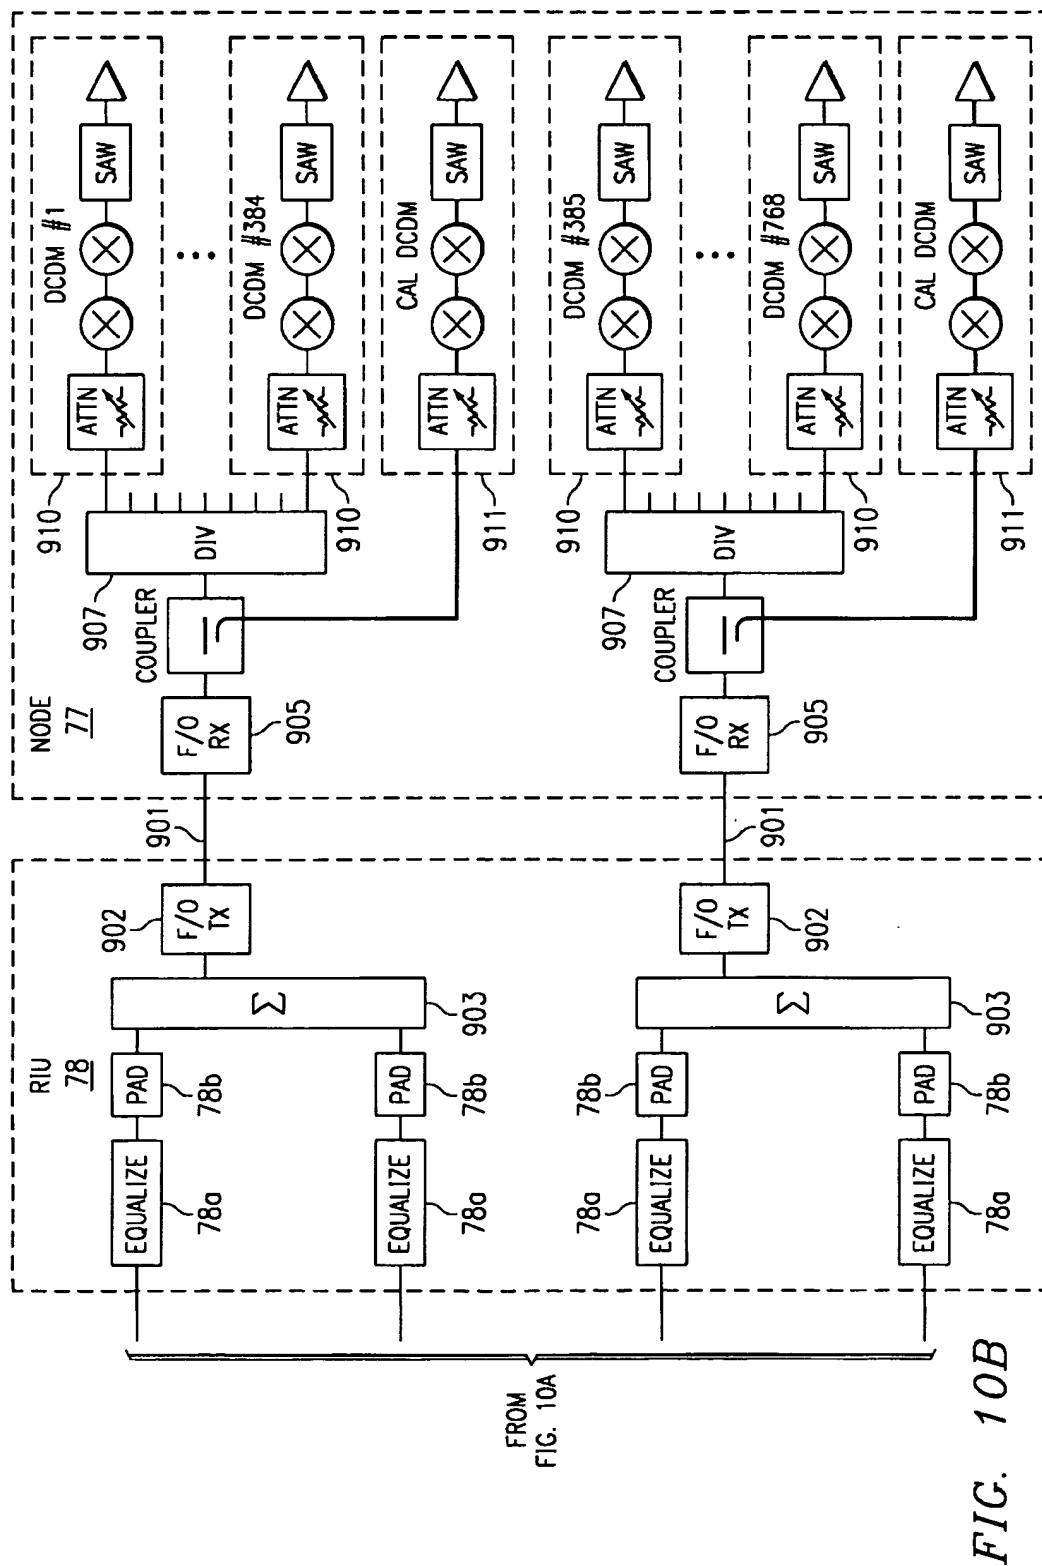 FROM
FIG. 10A
RIU
78
EQUALIZE
78a
PAD
78b
EQUALIZE
78a
PAD
78b
Σ
903
F/O
TX
902
901
EQUALIZE
78a
PAD
78b
EQUALIZE
78a
PAD
78b
Σ
903
F/O
TX
902
901
NODE
77
F/O
RX
905
COUPLER
907
DIV
910
DCDM #1
ATTN
SAW
910
DCDM #384
ATTN
SAW
911
CAL DCDM
ATTN
SAW
F/O
RX
905
COUPLER
907
DIV
910
DCDM #385
ATTN
SAW
910
DCDM #768
ATTN
SAW
911
CAL DCDM
ATTN
SAW
FIG. 10B